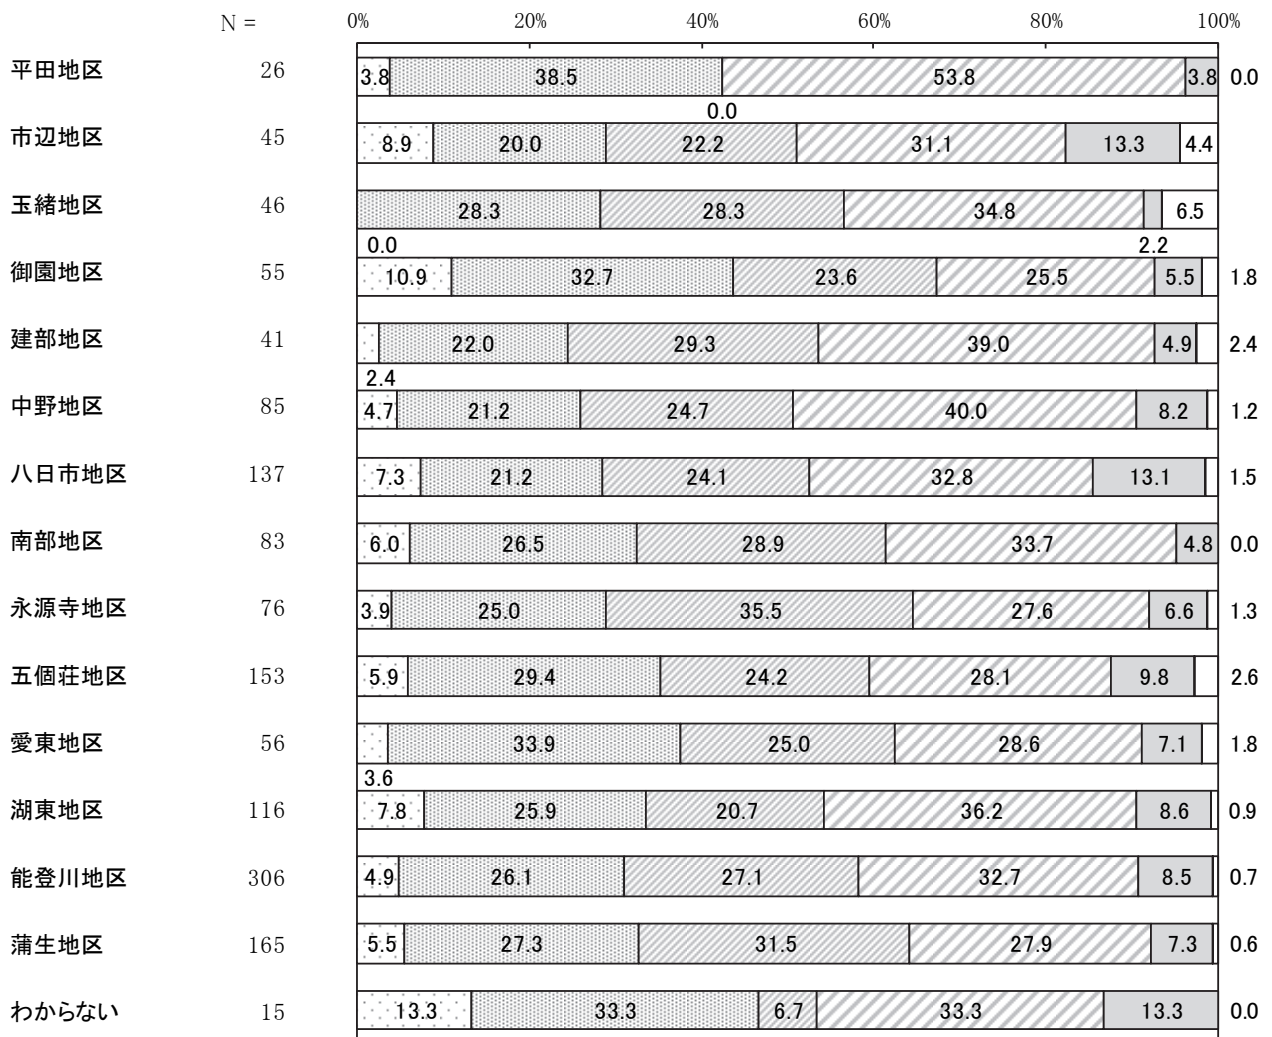 N = 0% 20% 40% 60% 80% 100%
平田地区 26 3.8 38.5 53.8 3.8 0.0
0.0
市辺地区 45 8.9 20.0 22.2 31.1 13.3 4.4
玉緒地区 46 28.3 28.3 34.8 6.5
0.0 2.2
御園地区 55 10.9 32.7 23.6 25.5 5.5 1.8
建部地区 41 22.0 29.3 39.0 4.9 2.4
2.4
中野地区 85 4.7 21.2 24.7 40.0 8.2 1.2
八日市地区 137 7.3 21.2 24.1 32.8 13.1 1.5
南部地区 83 6.0 26.5 28.9 33.7 4.8 0.0
永源寺地区 76 3.9 25.0 35.5 27.6 6.6 1.3
五個荘地区 153 5.9 29.4 24.2 28.1 9.8 2.6
愛東地区 56 33.9 25.0 28.6 7.1 1.8
3.6
湖東地区 116 7.8 25.9 20.7 36.2 8.6 0.9
能登川地区 306 4.9 26.1 27.1 32.7 8.5 0.7
蒲生地区 165 5.5 27.3 31.5 27.9 7.3 0.6
わからない 15 13.3 33.3 6.7 33.3 13.3 0.0